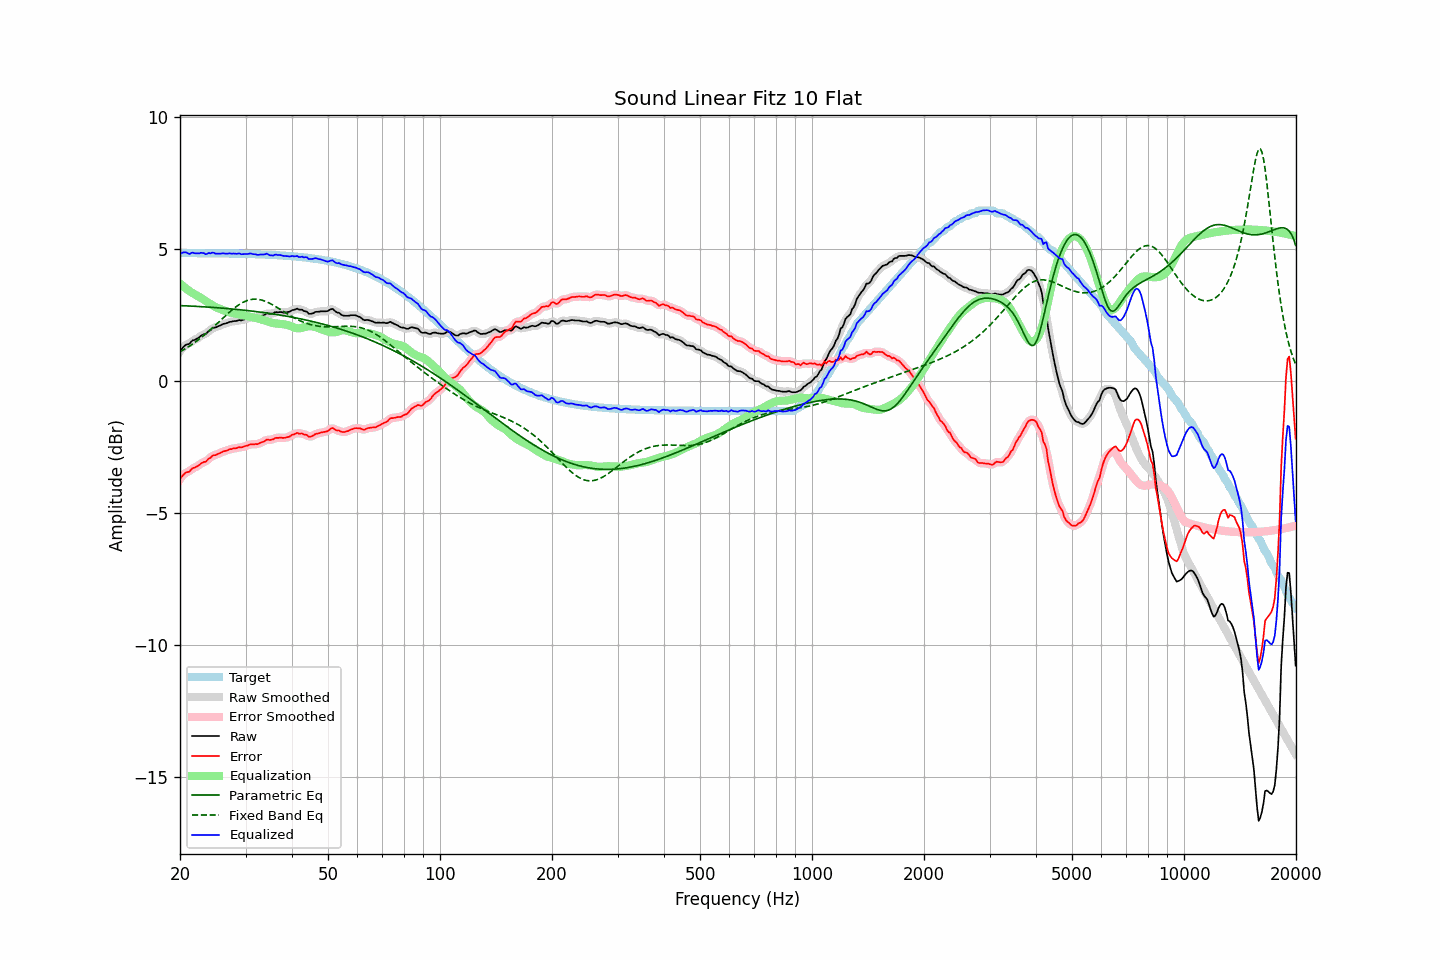 Sound Linear Fitz 10 Flat
Amplitude (dBr)
10
5
0
−5
−10
−15
Target
Raw Smoothed
Error Smoothed
Raw
Error
Equalization
Parametric Eq
Fixed Band Eq
Equalized
20 50 100 200 500 1000 2000 5000 10000 20000
Frequency (Hz)